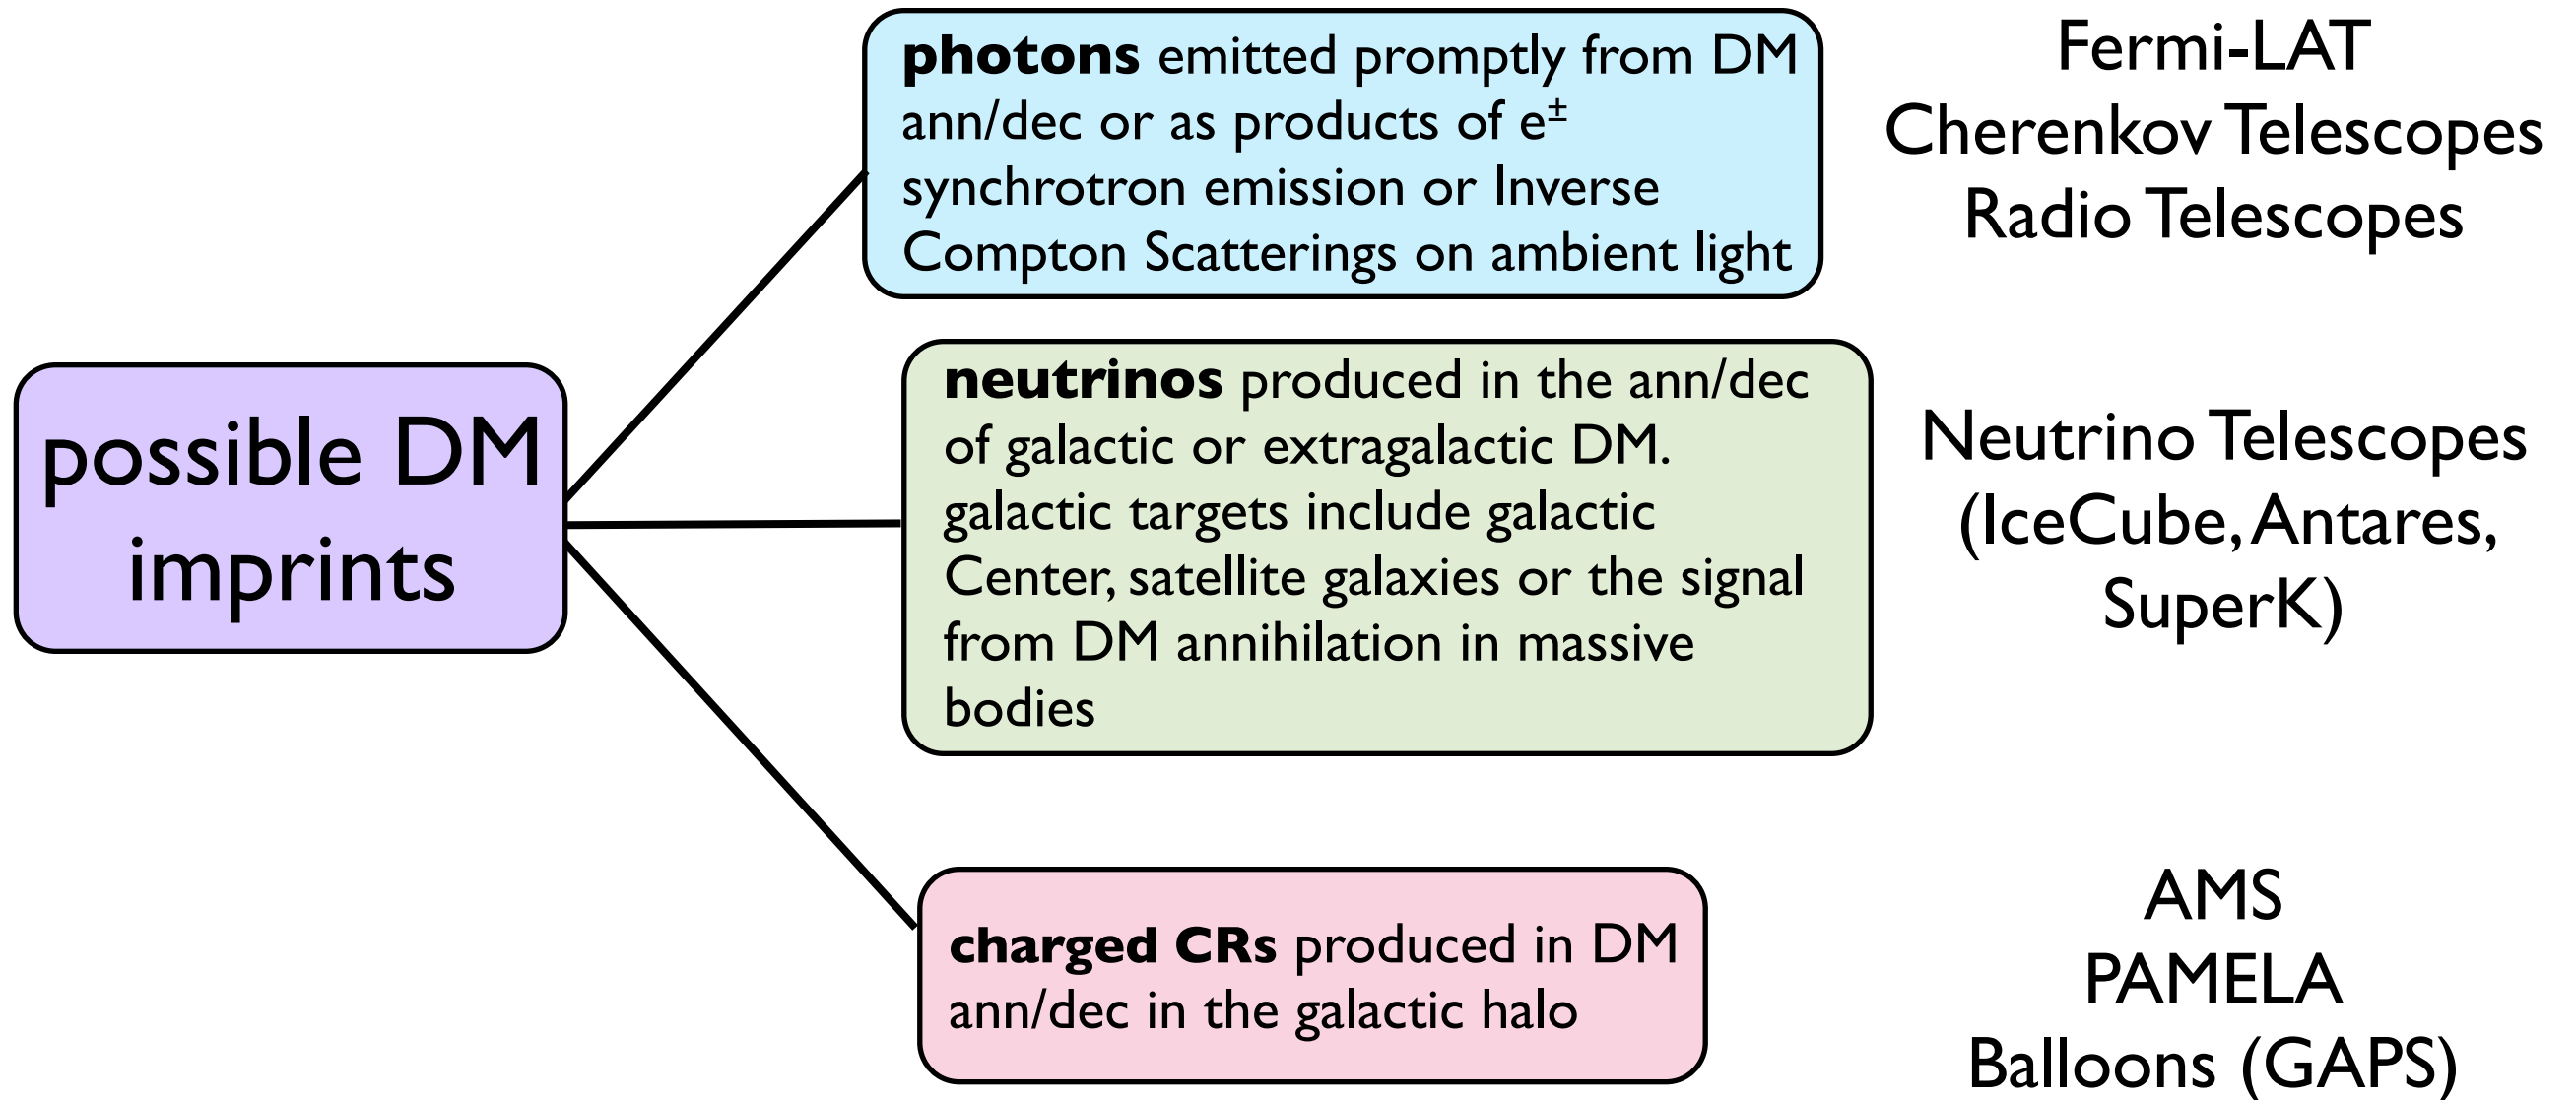 possible DM
imprints
photons emitted promptly from DM
ann/dec or as products of e±
synchrotron emission or Inverse
Compton Scatterings on ambient light
Fermi-LAT
Cherenkov Telescopes
Radio Telescopes
neutrinos produced in the ann/dec
of galactic or extragalactic DM.
galactic targets include galactic
Center, satellite galaxies or the signal
from DM annihilation in massive
bodies
Neutrino Telescopes
(IceCube, Antares,
SuperK)
charged CRs produced in DM
ann/dec in the galactic halo
AMS
PAMELA
Balloons (GAPS)